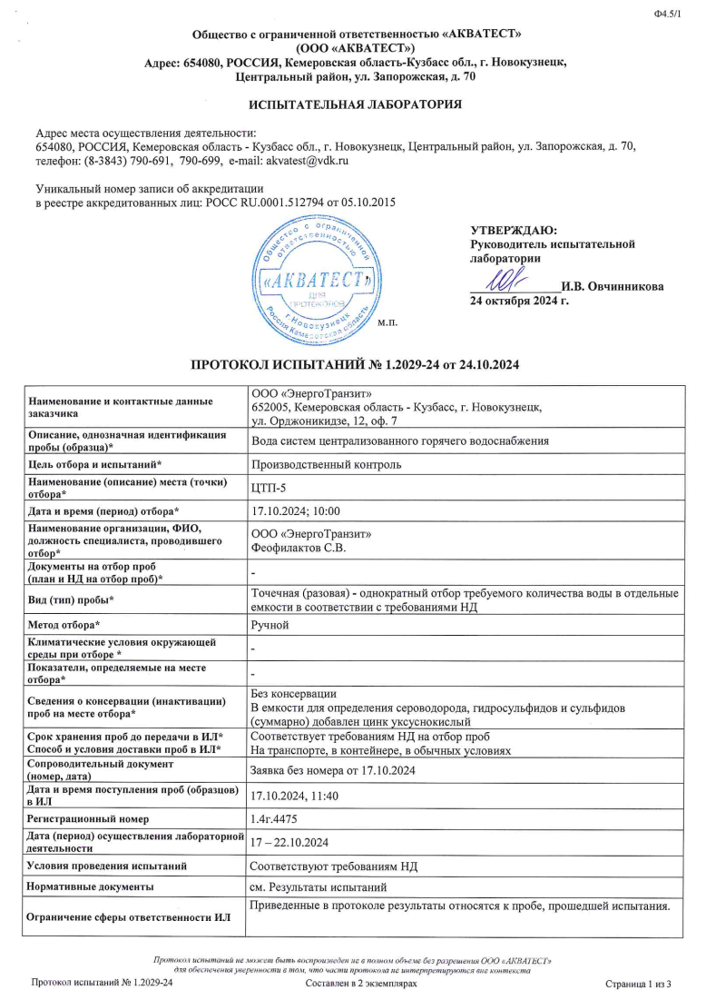 Ф4.5/1
Общество с ограниченной ответственностью «АКВАТЕСТ»
(ООО «АКВАТЕСТ»)
Адрес: 654080, РОССИЯ, Кемеровская область-Кузбасс обл., г. Новокузнецк,
Центральный район, ул. Запорожская, д. 70
ИСПЫТАТЕЛЬНАЯ ЛАБОРАТОРИЯ
Адрес места осуществления деятельности:
654080, РОССИЯ, Кемеровская область - Кузбасс обл., г. Новокузнецк, Центральный район, ул. Запорожская, д. 70,
телефон: (8-3843) 790-691, 790-699, e-mail: akvatest@vdk.ru
Уникальный номер записи об аккредитации
в реестре аккредитованных лиц: РОСС RU.0001.512794 от 05.10.2015
Общество с ограниченной
ответственностью
«АКВАТЕСТ»
ДЛЯ
ПРОТОКОЛОВ
г.Новокузнецк
Россия Кемеровская область
м.п.
УТВЕРЖДАЮ:
Руководитель испытательной
лаборатории
И.В. Овчинникова
24 октября 2024 г.
ПРОТОКОЛ ИСПЫТАНИЙ № 1.2029-24 от 24.10.2024
Наименование и контактные данные
заказчика
ООО «ЭнергоТранзит»
652005, Кемеровская область - Кузбасс, г. Новокузнецк,
ул. Орджоникидзе, 12, оф. 7
Описание, однозначная идентификация
пробы (образца)*
Вода систем централизованного горячего водоснабжения
Цель отбора и испытаний*
Производственный контроль
Наименование (описание) места (точки)
отбора*
ЦТП-5
Дата и время (период) отбора*
17.10.2024; 10:00
Наименование организации, ФИО,
должность специалиста, проводившего
отбор*
ООО «ЭнергоТранзит»
Феофилактов С.В.
Документы на отбор проб
(план и НД на отбор проб)*
-
Вид (тип) пробы*
Точечная (разовая) - однократный отбор требуемого количества воды в отдельные
емкости в соответствии с требованиями НД
Метод отбора*
Ручной
Климатические условия окружающей
среды при отборе *
-
Показатели, определяемые на месте
отбора*
-
Сведения о консервации (инактивации)
проб на месте отбора*
Без консервации
В емкости для определения сероводорода, гидросульфидов и сульфидов
(суммарно) добавлен цинк уксуснокислый
Срок хранения проб до передачи в ИЛ*
Способ и условия доставки проб в ИЛ*
Соответствует требованиям НД на отбор проб
На транспорте, в контейнере, в обычных условиях
Сопроводительный документ
(номер, дата)
Заявка без номера от 17.10.2024
Дата и время поступления проб (образцов)
в ИЛ
17.10.2024, 11:40
Регистрационный номер
1.4г.4475
Дата (период) осуществления лабораторной
деятельности
17 – 22.10.2024
Условия проведения испытаний
Соответствуют требованиям НД
Нормативные документы
см. Результаты испытаний
Ограничение сферы ответственности ИЛ
Приведенные в протоколе результаты относятся к пробе, прошедшей испытания.
Протокол испытаний не может быть воспроизведен не в полном объеме без разрешения ООО «АКВАТЕСТ»
для обеспечения уверенности в том, что части протокола не интерпретируются вне контекста
Протокол испытаний № 1.2029-24
Составлен в 2 экземплярах
Страница 1 из 3